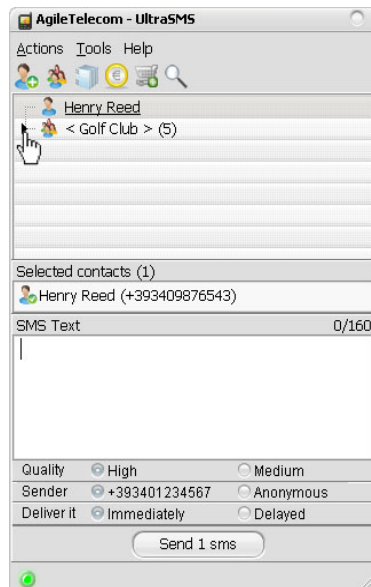 AgileTelecom - UltraSMS
Actions Tools Help
Henry Reed
< Golf Club > (5)
Selected contacts (1)
Henry Reed (+393409876543)
SMS Text 0/160
Quality High Medium
Sender +393401234567 Anonymous
Deliver it Immediately Delayed
Send 1 sms